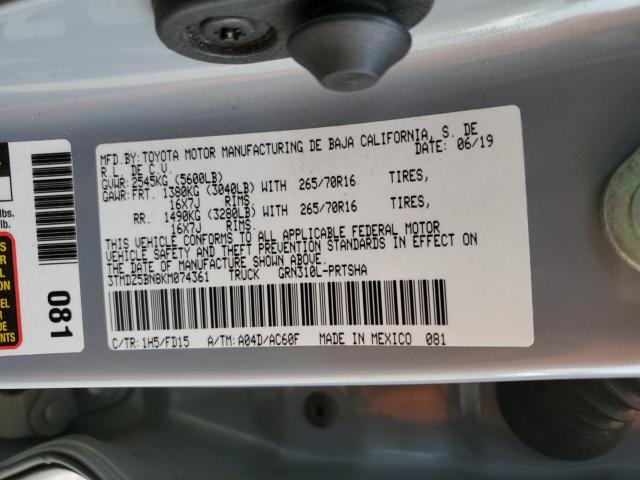 MFD.BY:TOYOTA MOTOR MANUFACTURING DE BAJA CALIFORNIA, S. DE
R.L. DE C.V. DATE: 06/19
GVWR: 2545KG (5600LB)
GAWR: FRT. 1380KG (3040LB) WITH 265/70R16 TIRES,
16X7J RIMS.
RR. 1490KG (3280LB) WITH 265/70R16 TIRES,
16X7J RIMS.
THIS VEHICLE CONFORMS TO ALL APPLICABLE FEDERAL MOTOR
VEHICLE SAFETY AND THEFT PREVENTION STANDARDS IN EFFECT ON
THE DATE OF MANUFACTURE SHOWN ABOVE.
3TMDZ5BN8KM074361 TRUCK GRN310L-PRTSHA
C/TR: 1H5/FD15 A/TM: A04D/AC60F MADE IN MEXICO 081
lbs.
lb.
081